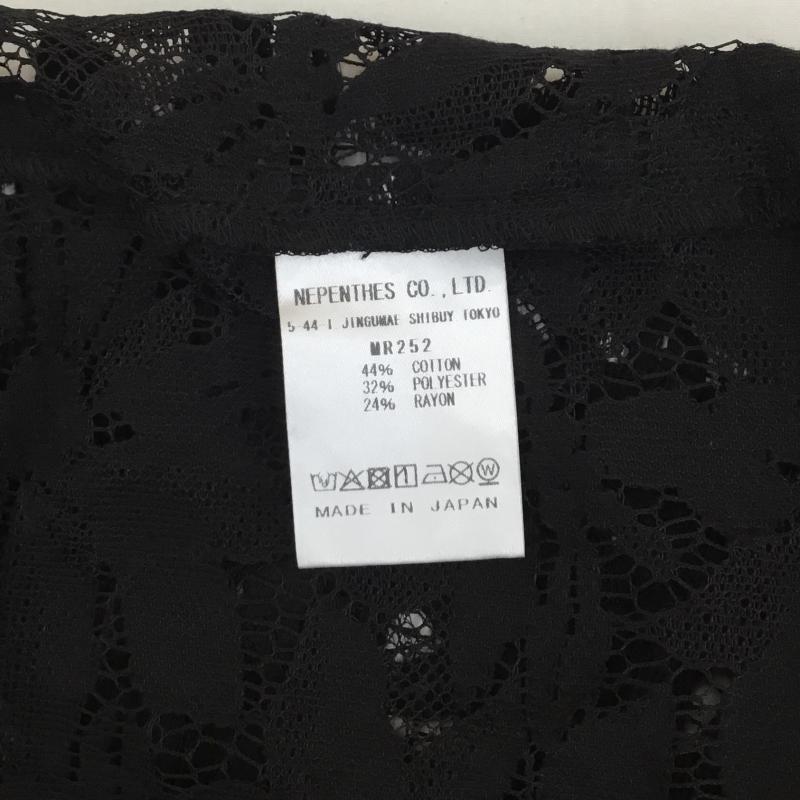 NEPENTHES CO.,LTD.
5-44-1 JINGUMAE SHIBUY TOKYO
MR252
44% COTTON
32% POLYESTER
24% RAYON
W
MADE IN JAPAN